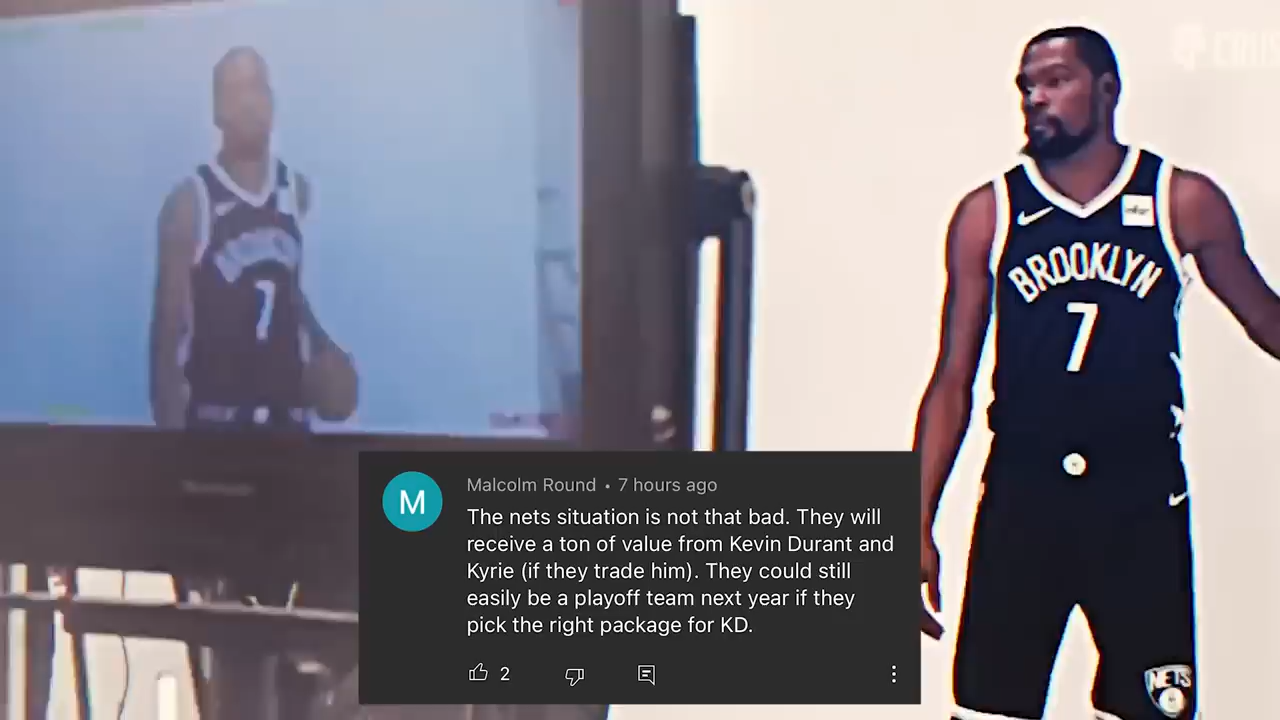 7
BROOKLYN
7
NETS
Malcolm Round • 7 hours ago
The nets situation is not that bad. They will
receive a ton of value from Kevin Durant and
Kyrie (if they trade him). They could still
easily be a playoff team next year if they
pick the right package for KD.
2